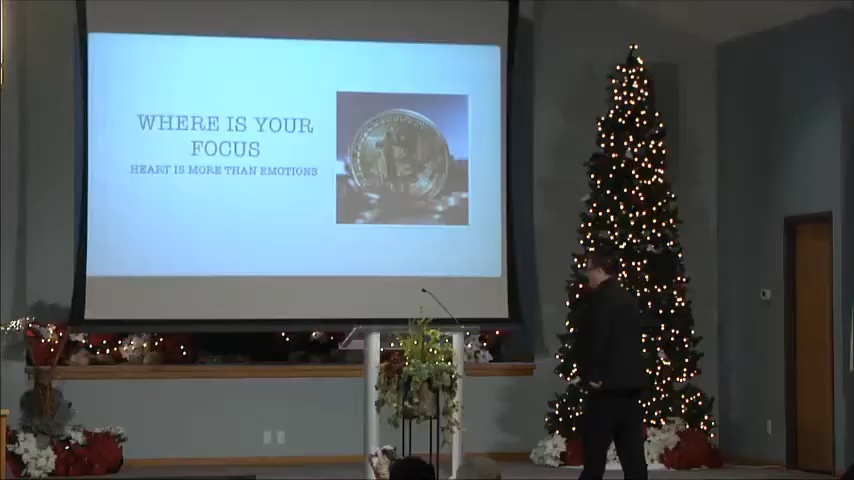 WHERE IS YOUR
FOCUS
HEART IS MORE THAN EMOTIONS